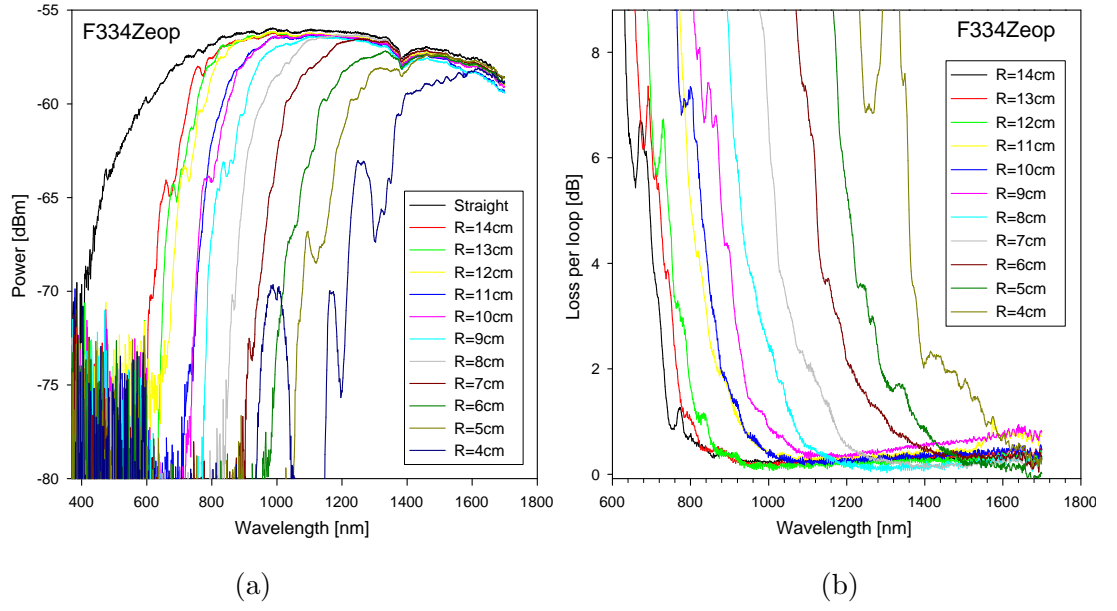 F334Zeop
Power [dBm]
-55
-60
-65
-70
-75
-80
400 600 800 1000 1200 1400 1600 1800
Wavelength [nm]
Straight
R=14cm
R=13cm
R=12cm
R=11cm
R=10cm
R=9cm
R=8cm
R=7cm
R=6cm
R=5cm
R=4cm
(a)
F334Zeop
Loss per loop [dB]
8
6
4
2
0
600 800 1000 1200 1400 1600 1800
Wavelength [nm]
R=14cm
R=13cm
R=12cm
R=11cm
R=10cm
R=9cm
R=8cm
R=7cm
R=6cm
R=5cm
R=4cm
(b)